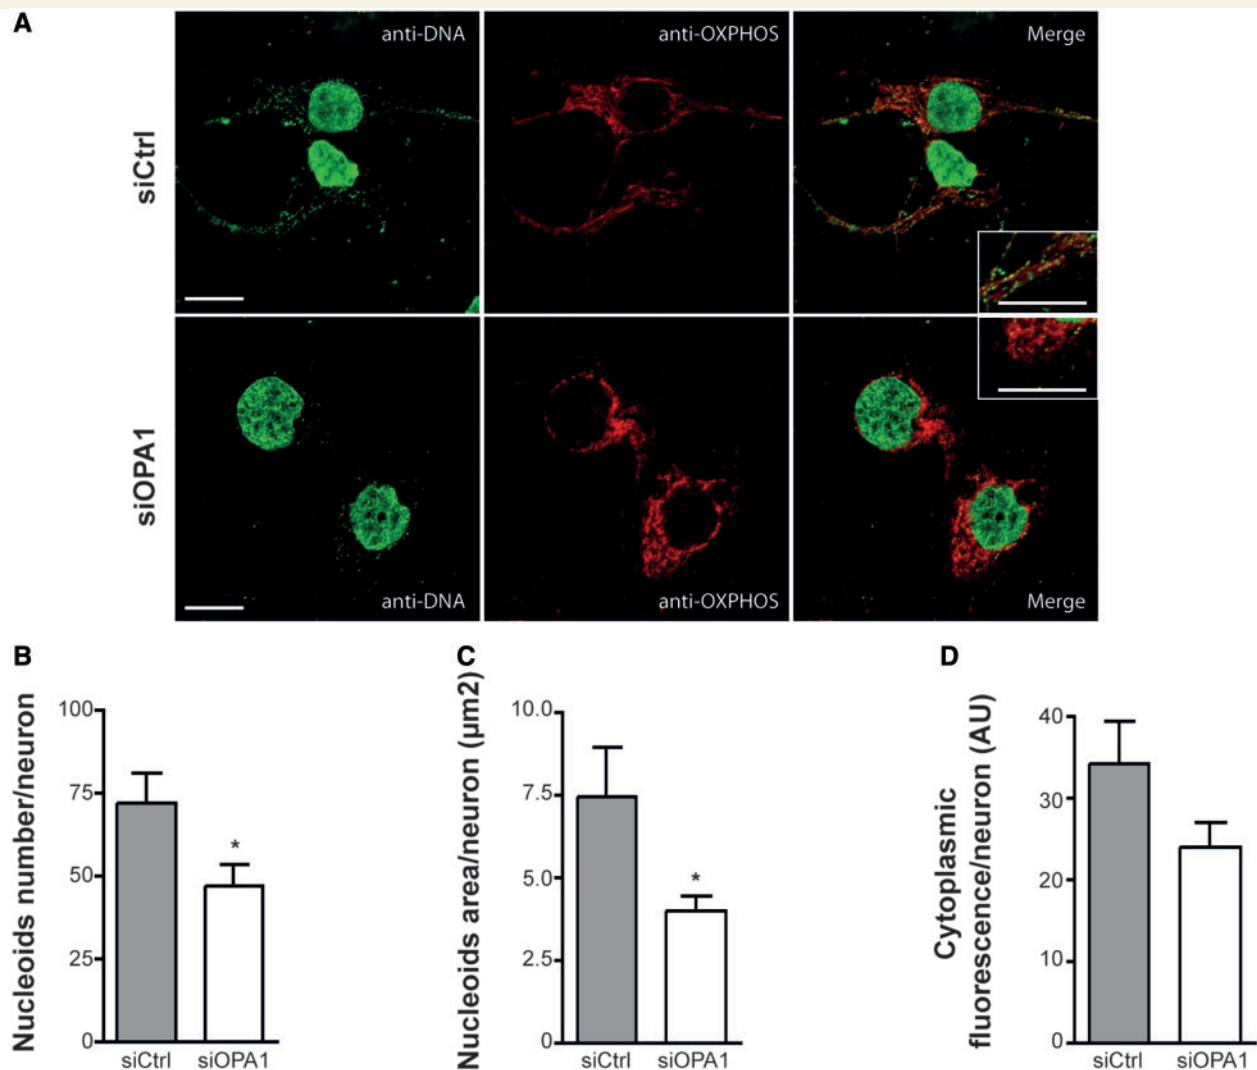 A
anti-DNA
anti-OXPHOS
Merge
siCtrl
siOPA1
anti-DNA
anti-OXPHOS
Merge
B
Nucleoids number/neuron
100
75
50
25
0
*
siCtrl
siOPA1
C
Nucleoids area/neuron (µm2)
10.0
7.5
5.0
2.5
0.0
*
siCtrl
siOPA1
D
Cytoplasmic
fluorescence/neuron (AU)
40
30
20
10
0
siCtrl
siOPA1